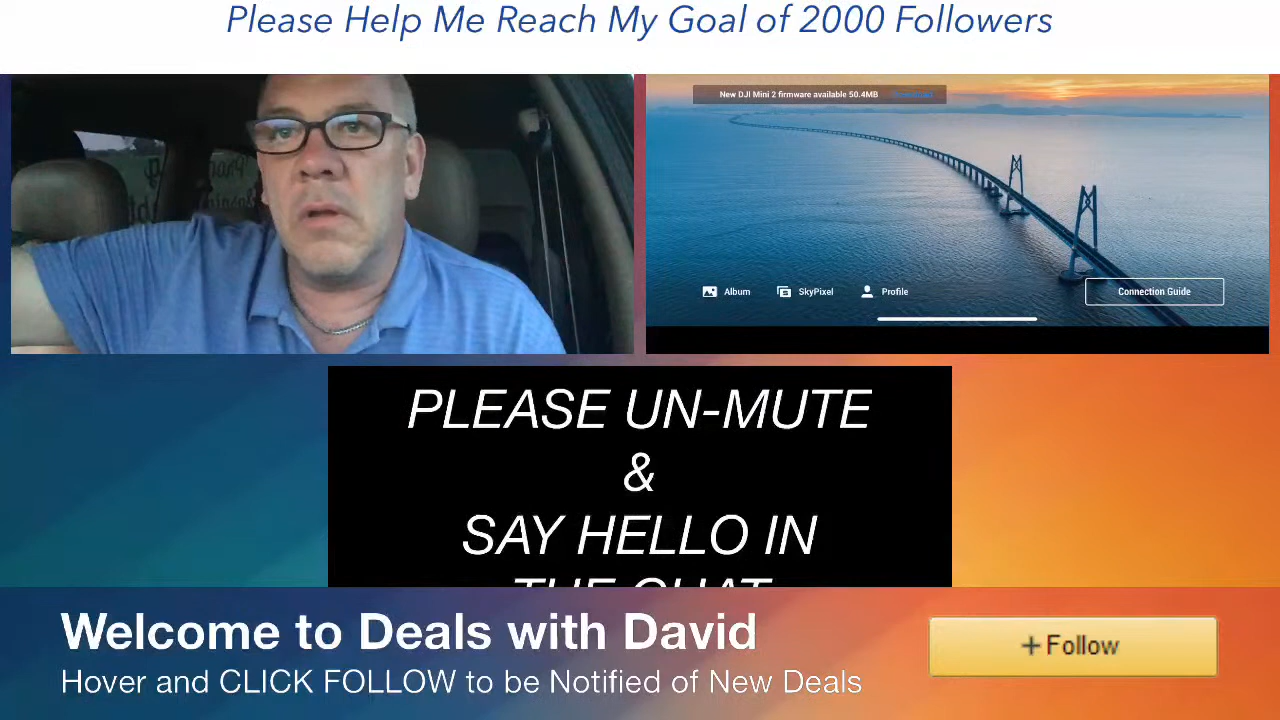 Please Help Me Reach My Goal of 2000 Followers
New DJI Mini 2 firmware available 50.4MB
Album SkyPixel Profile
Connection Guide
PLEASE UN-MUTE
&
SAY HELLO IN
THE CHAT
Welcome to Deals with David
+Follow
Hover and CLICK FOLLOW to be Notified of New Deals